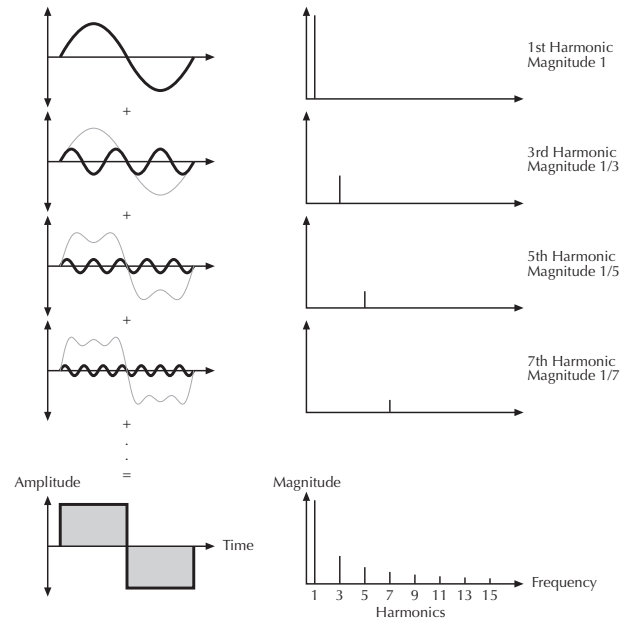 1st Harmonic
Magnitude 1
+
3rd Harmonic
Magnitude 1/3
+
5th Harmonic
Magnitude 1/5
+
7th Harmonic
Magnitude 1/7
+
.
.
=
Amplitude
Time
Magnitude
Frequency
1 3 5 7 9 11 13 15
Harmonics